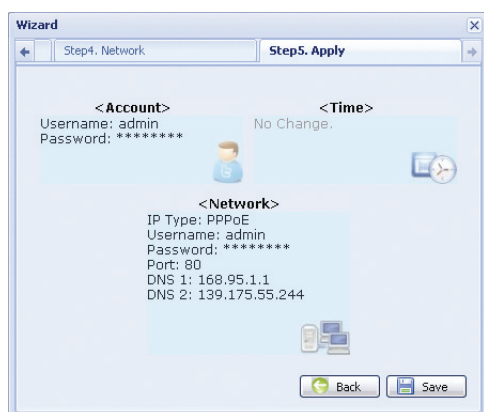 Wizard
Step4. Network
Step5. Apply
<Account>
Username: admin
Password: ********
<Time>
No Change.
<Network>
IP Type: PPPoE
Username: admin
Password: ********
Port: 80
DNS 1: 168.95.1.1
DNS 2: 139.175.55.244
Back
Save